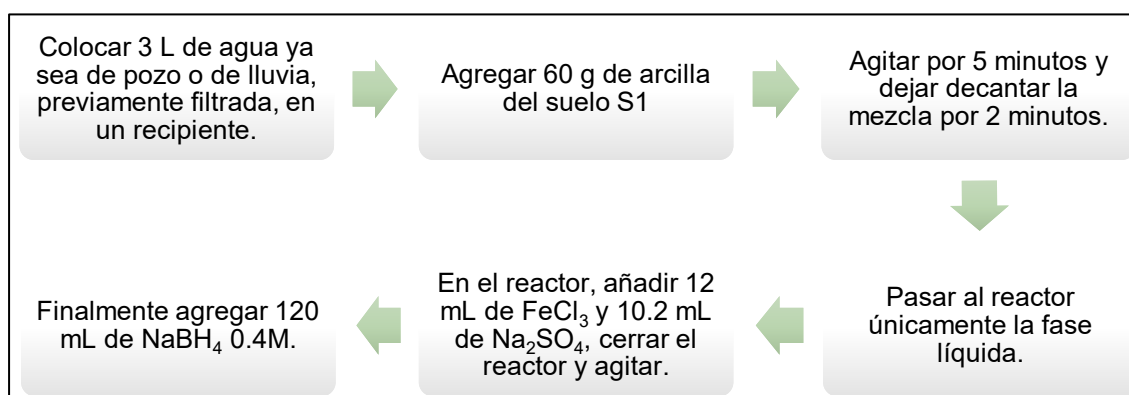 Colocar 3 L de agua ya
sea de pozo o de lluvia,
previamente filtrada, en
un recipiente.
Agregar 60 g de arcilla
del suelo S1
Agitar por 5 minutos y
dejar decantar la
mezcla por 2 minutos.
Pasar al reactor
únicamente la fase
líquida.
En el reactor, añadir 12
mL de FeCl₃ y 10.2 mL
de Na₂SO₄, cerrar el
reactor y agitar.
Finalmente agregar 120
mL de NaBH₄ 0.4M.